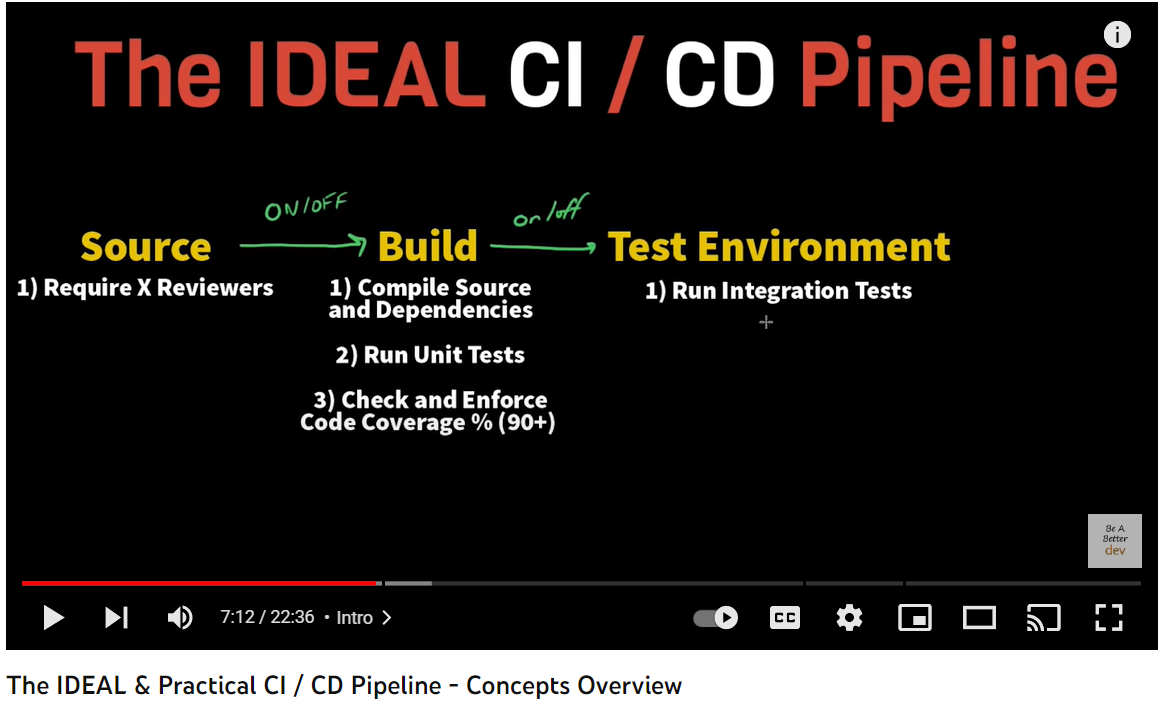 The IDEAL CI / CD Pipeline
ON/OFF
on/off
Source
Build
Test Environment
1) Require X Reviewers
1) Compile Source
and Dependencies
2) Run Unit Tests
3) Check and Enforce
Code Coverage % (90+)
1) Run Integration Tests
Be A
Better
dev
7:12 / 22:36 • Intro >
CC
The IDEAL & Practical CI / CD Pipeline - Concepts Overview